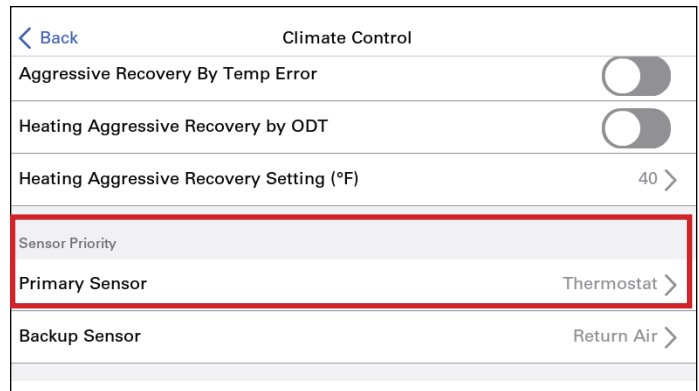 Back
Climate Control
Aggressive Recovery By Temp Error
Heating Aggressive Recovery by ODT
Heating Aggressive Recovery Setting (°F) 40
Sensor Priority
Primary Sensor Thermostat
Backup Sensor Return Air